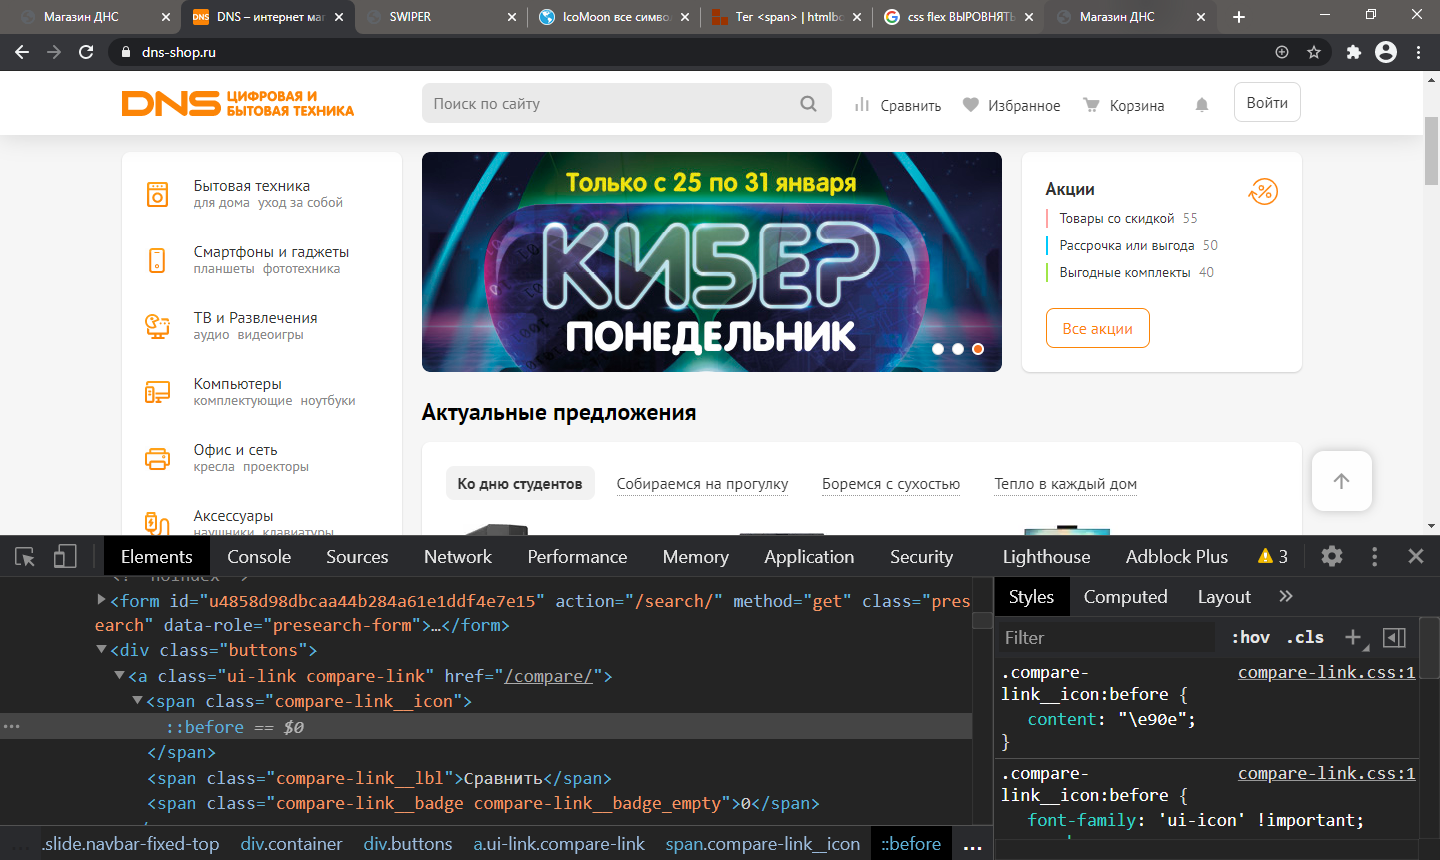 Магазин ДНС
DNS – интернет маг
SWIPER
IcoMoon все симво
Тег <span> | htmlbo
css flex ВЫРОВНЯТЬ
Магазин ДНС
dns-shop.ru
DNS ЦИФРОВАЯ И БЫТОВАЯ ТЕХНИКА
Поиск по сайту
Сравнить
Избранное
Корзина
Войти
Бытовая техника
для дома уход за собой
Смартфоны и гаджеты
планшеты фототехника
ТВ и Развлечения
аудио видеоигры
Компьютеры
комплектующие ноутбуки
Офис и сеть
кресла проекторы
Аксессуары
наушники клавиатуры
Только с 25 по 31 января
КИБЕР
ПОНЕДЕЛЬНИК
Акции
Товары со скидкой 55
Рассрочка или выгода 50
Выгодные комплекты 40
Все акции
Актуальные предложения
Ко дню студентов
Собираемся на прогулку
Боремся с сухостью
Тепло в каждый дом
Elements Console Sources Network Performance Memory Application Security Lighthouse Adblock Plus 3
<!--noindex-->
<form id="u4858d98dbcaa44b284a61e1ddf4e7e15" action="/search/" method="get" class="pres
earch" data-role="presearch-form">…</form>
<div class="buttons">
<a class="ui-link compare-link" href="/compare/">
<span class="compare-link__icon">
::before == $0
</span>
<span class="compare-link__lbl">Сравнить</span>
<span class="compare-link__badge compare-link__badge_empty">0</span>
.slide.navbar-fixed-top div.container div.buttons a.ui-link.compare-link span.compare-link__icon ::before ...
Styles Computed Layout »
Filter :hov .cls
.compare- compare-link.css:1
link__icon:before {
content: "\e90e";
}
.compare- compare-link.css:1
link__icon:before {
font-family: 'ui-icon' !important;